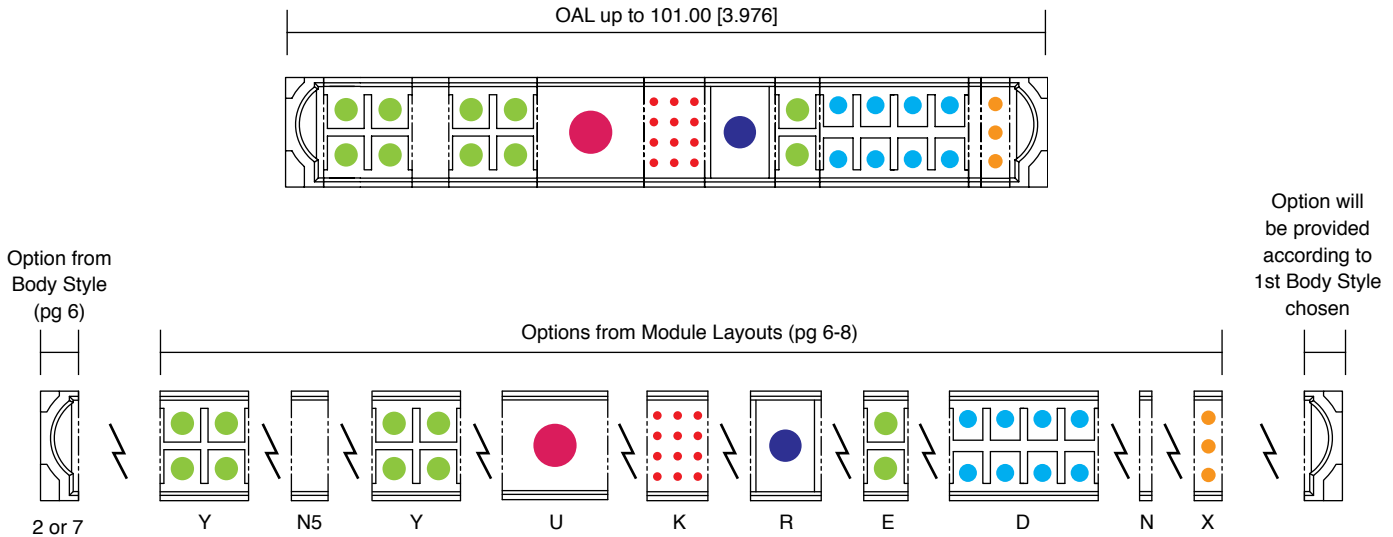 OAL up to 101.00 [3.976]
Option from
Body Style
(pg 6)
Options from Module Layouts (pg 6-8)
Option will
be provided
according to
1st Body Style
chosen
2 or 7
Y
N5
Y
U
K
R
E
D
N
X